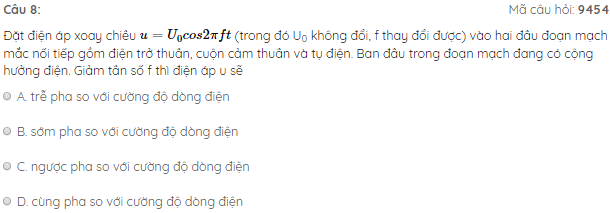 Câu 8:
Mã câu hỏi: 9454
Đặt điện áp xoay chiều u = U₀cos2πft (trong đó U₀ không đổi, f thay đổi được) vào hai đầu đoạn mạch
mắc nối tiếp gồm điện trở thuần, cuộn cảm thuần và tụ điện. Ban đầu trong đoạn mạch đang có cộng
hưởng điện. Giảm tần số f thì điện áp u sẽ
A. trễ pha so với cường độ dòng điện
B. sớm pha so với cường độ dòng điện
C. ngược pha so với cường độ dòng điện
D. cùng pha so với cường độ dòng điện